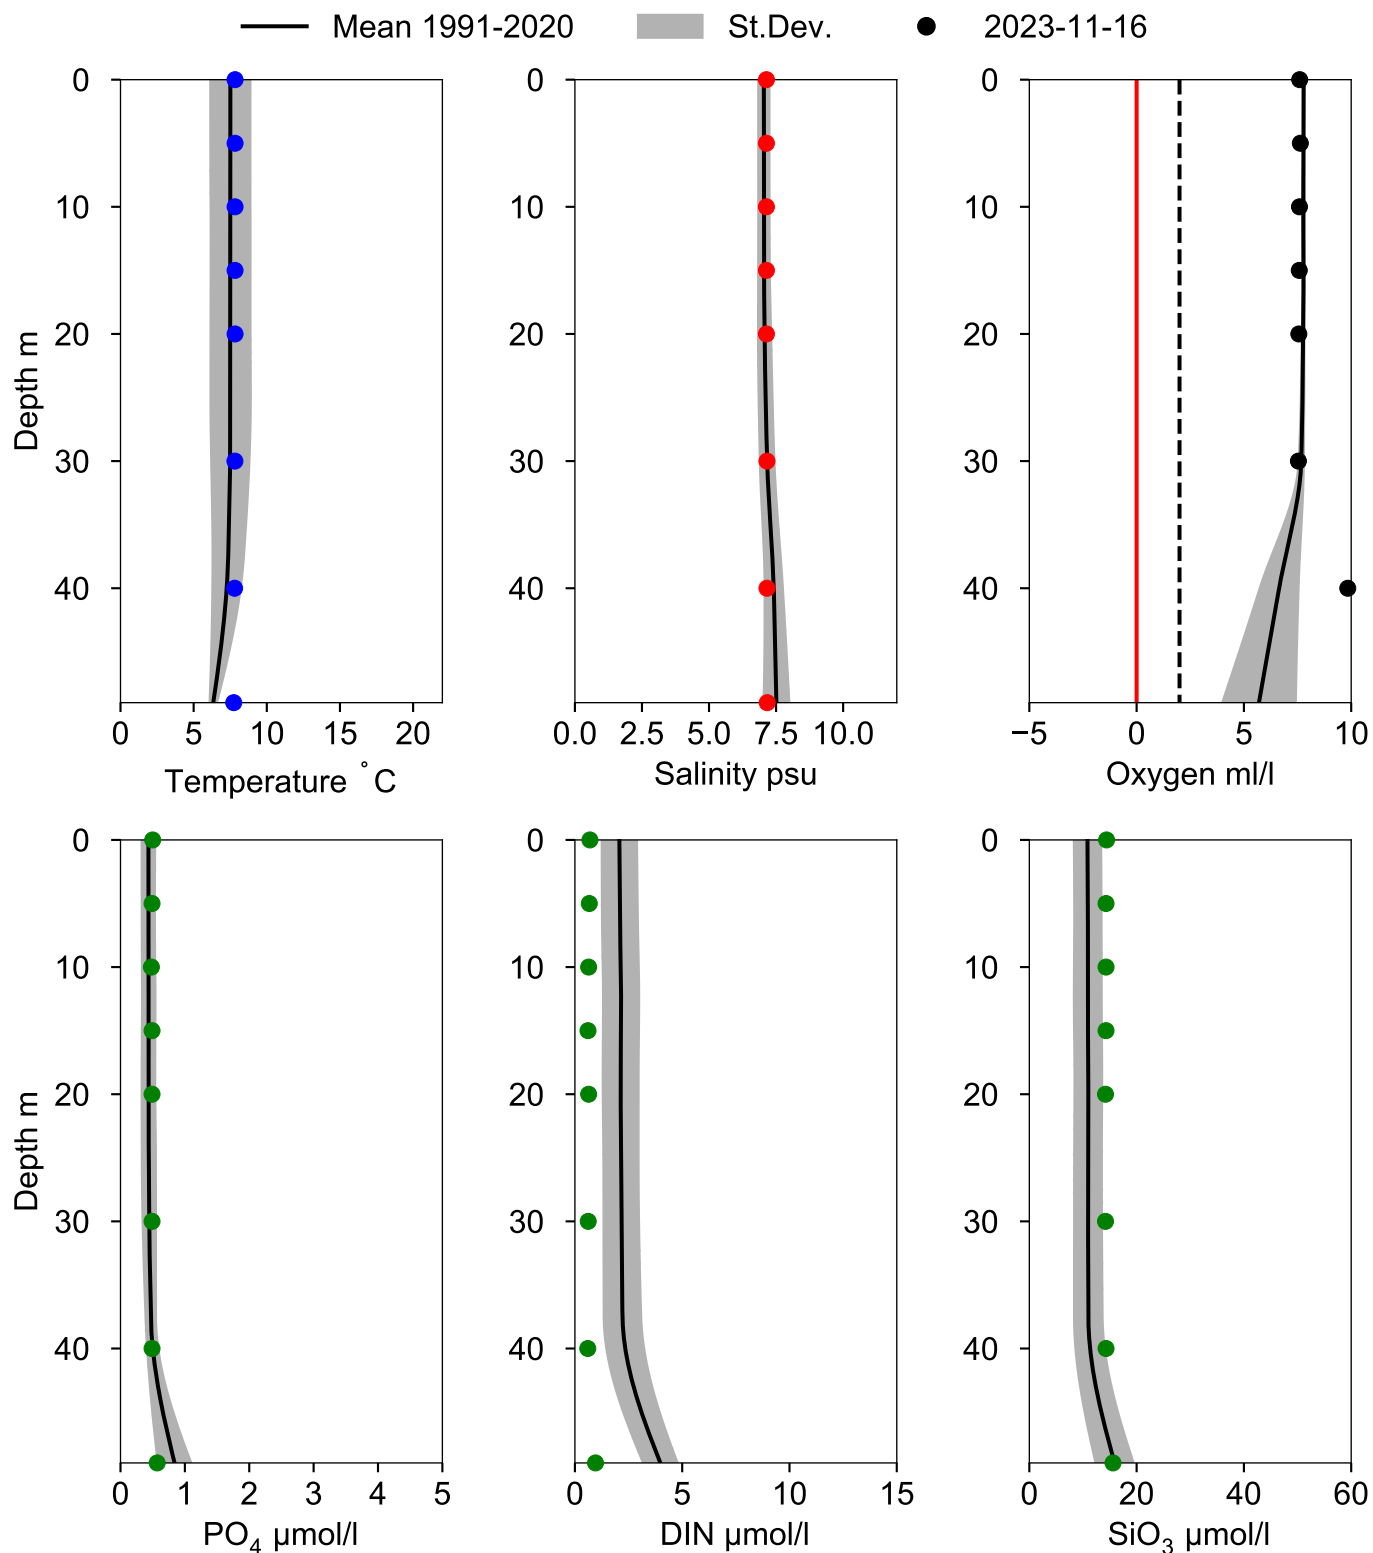 Mean 1991-2020 St.Dev. 2023-11-16
0 0 0
10 10 10
20 20 20
Depth m
30 30 30
40 40 40
0 5 10 15 20 0.0 2.5 5.0 7.5 10.0 −5 0 5 10
Temperature °C Salinity psu Oxygen ml/l
0 0 0
10 10 10
20 20 20
Depth m
30 30 30
40 40 40
0 1 2 3 4 5 0 5 10 15 0 20 40 60
PO₄ μmol/l DIN μmol/l SiO₃ μmol/l